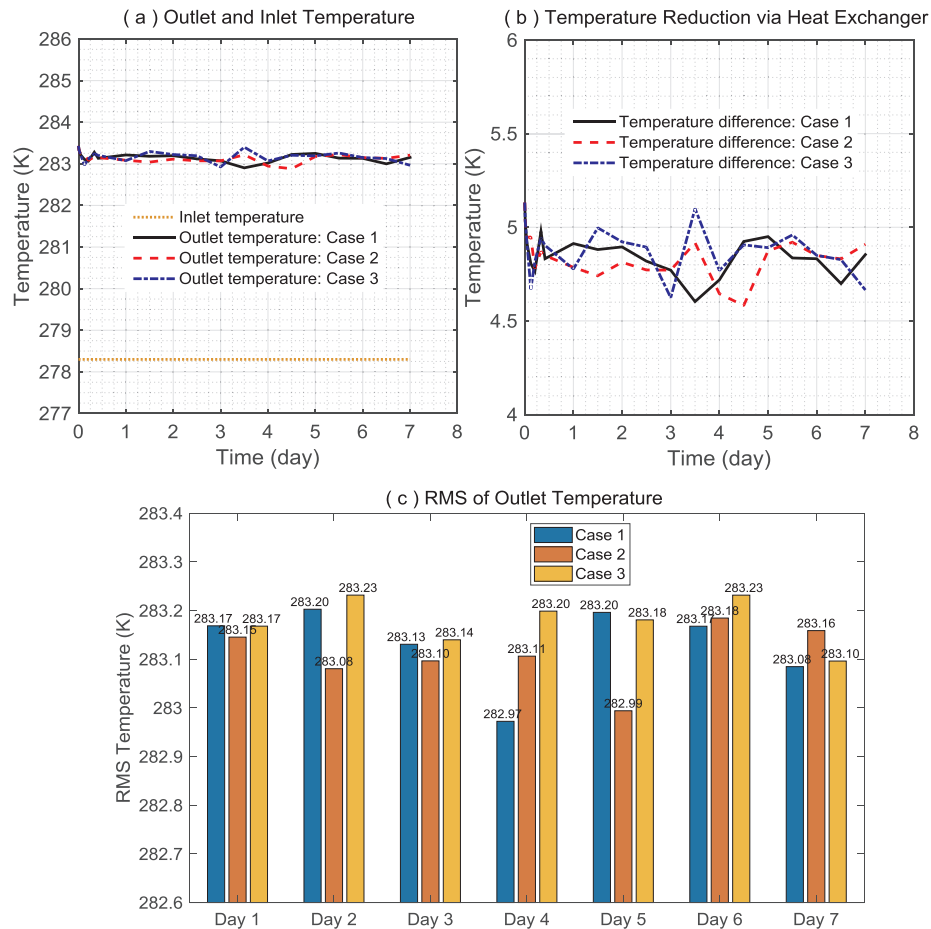 ( a ) Outlet and Inlet Temperature
286
285
284
283
282
281
280
279
278
277
Temperature (K)
Inlet temperature
Outlet temperature: Case 1
Outlet temperature: Case 2
Outlet temperature: Case 3
0 1 2 3 4 5 6 7 8
Time (day)
( b ) Temperature Reduction via Heat Exchanger
6
5.5
5
4.5
4
Temperature (K)
Temperature difference: Case 1
Temperature difference: Case 2
Temperature difference: Case 3
0 1 2 3 4 5 6 7 8
Time (day)
( c ) RMS of Outlet Temperature
283.4
283.3
283.2
283.1
283
282.9
282.8
282.7
282.6
RMS Temperature (K)
Case 1
Case 2
Case 3
283.17 283.15 283.17
283.20 283.08 283.23
283.13 283.10 283.14
282.97 283.11 283.20
283.20 282.99 283.18
283.17 283.18 283.23
283.08 283.16 283.10
Day 1 Day 2 Day 3 Day 4 Day 5 Day 6 Day 7